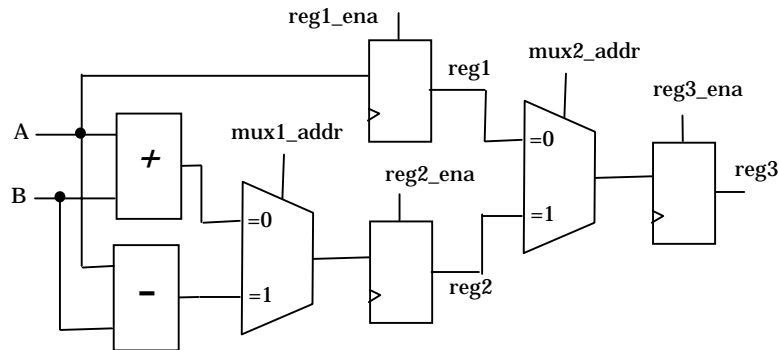 reg1_ena
reg1
mux2_addr
reg3_ena
A
+
mux1_addr
=0
reg3
B
reg2_ena
=0
=1
-
=1
reg2